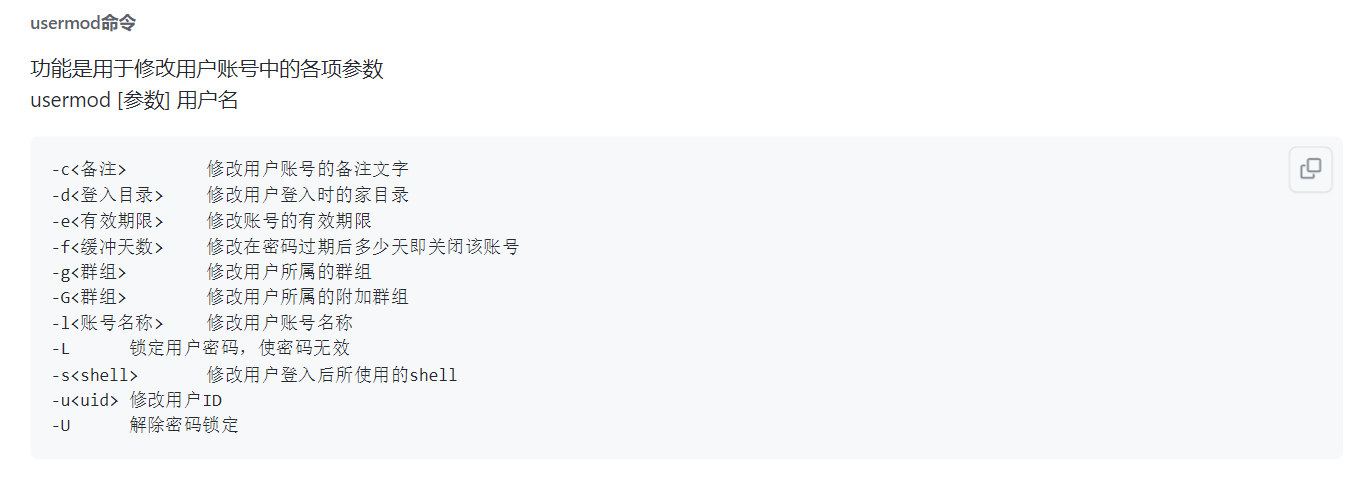 usermod命令
功能是用于修改用户账号中的各项参数
usermod [参数] 用户名
-c<备注>        修改用户账号的备注文字
-d<登入目录>    修改用户登入时的家目录
-e<有效期限>    修改账号的有效期限
-f<缓冲天数>    修改在密码过期后多少天即关闭该账号
-g<群组>        修改用户所属的群组
-G<群组>        修改用户所属的附加群组
-l<账号名称>    修改用户账号名称
-L      锁定用户密码，使密码无效
-s<shell>       修改用户登入后所使用的shell
-u<uid> 修改用户ID
-U      解除密码锁定